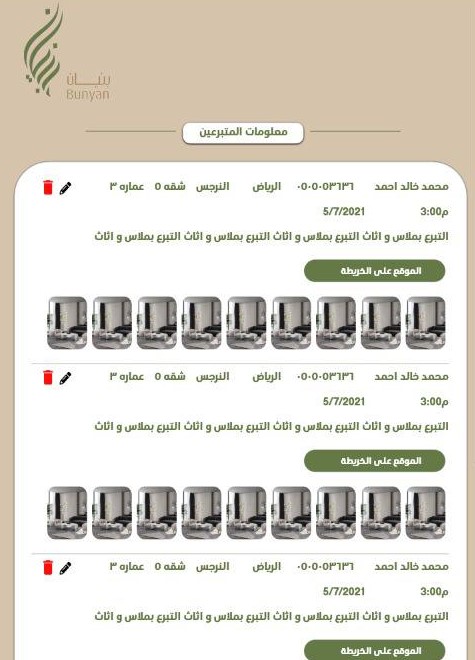 بنيان
Bunyan
معلومات المتبرعين
محمد خالد احمد ٠٥٠٥٠٥٣٦٣٦ الرياض النرجس شقه ٥ عماره ٣
3:00م 5/7/2021
التبرع بملاس و اثاث التبرع بملاس و اثاث التبرع بملاس و اثاث التبرع بملاس و اثاث
الموقع على الخريطة
محمد خالد احمد ٠٥٠٥٠٥٣٦٣٦ الرياض النرجس شقه ٥ عماره ٣
3:00م 5/7/2021
التبرع بملاس و اثاث التبرع بملاس و اثاث التبرع بملاس و اثاث التبرع بملاس و اثاث
الموقع على الخريطة
محمد خالد احمد ٠٥٠٥٠٥٣٦٣٦ الرياض النرجس شقه ٥ عماره ٣
3:00م 5/7/2021
التبرع بملاس و اثاث التبرع بملاس و اثاث التبرع بملاس و اثاث التبرع بملاس و اثاث
الموقع على الخريطة